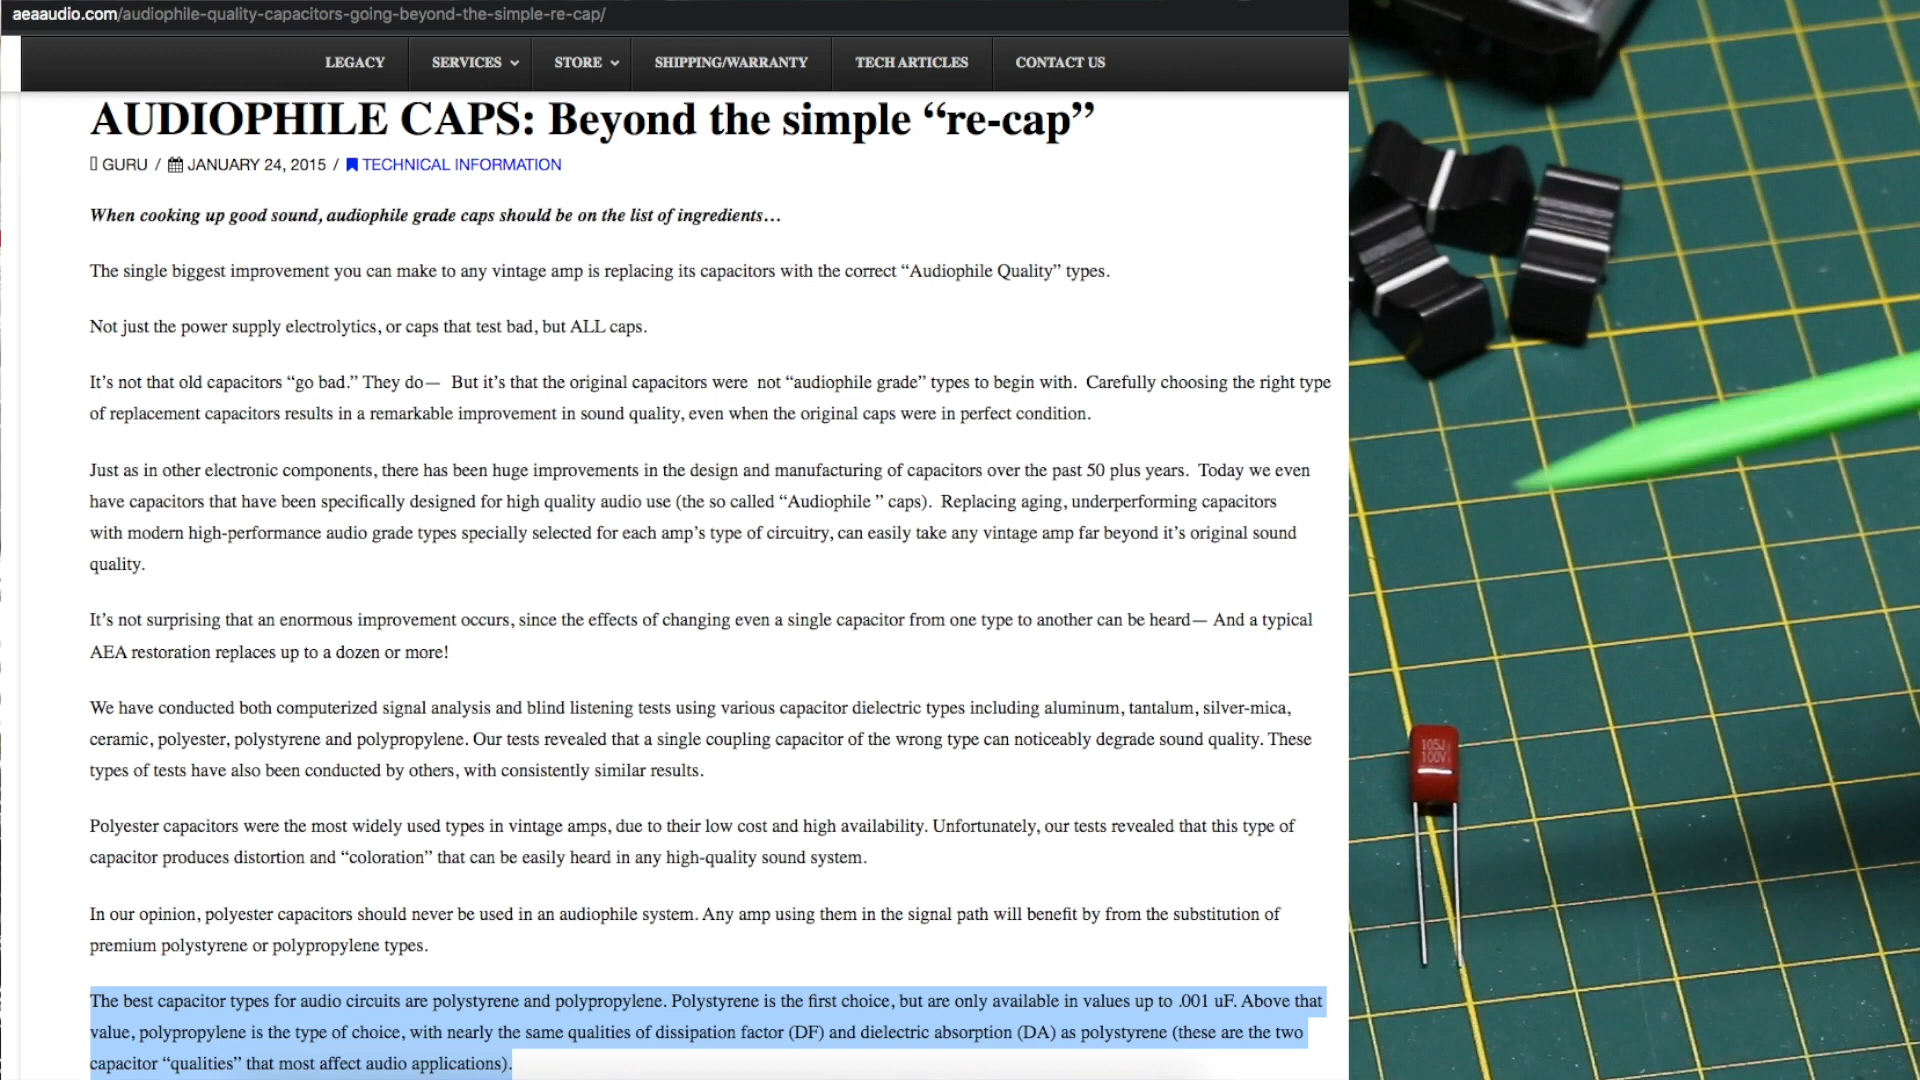 aeaaudio.com/audiophile-quality-capacitors-going-beyond-the-simple-re-cap/
LEGACY SERVICES STORE SHIPPING/WARRANTY TECH ARTICLES CONTACT US
AUDIOPHILE CAPS: Beyond the simple “re-cap”
GURU / JANUARY 24, 2015 / TECHNICAL INFORMATION
When cooking up good sound, audiophile grade caps should be on the list of ingredients…
The single biggest improvement you can make to any vintage amp is replacing its capacitors with the correct “Audiophile Quality” types.
Not just the power supply electrolytics, or caps that test bad, but ALL caps.
It’s not that old capacitors “go bad.” They do— But it’s that the original capacitors were not “audiophile grade” types to begin with. Carefully choosing the right type
of replacement capacitors results in a remarkable improvement in sound quality, even when the original caps were in perfect condition.
Just as in other electronic components, there has been huge improvements in the design and manufacturing of capacitors over the past 50 plus years. Today we even
have capacitors that have been specifically designed for high quality audio use (the so called “Audiophile ” caps). Replacing aging, underperforming capacitors
with modern high-performance audio grade types specially selected for each amp’s type of circuitry, can easily take any vintage amp far beyond it’s original sound
quality.
It’s not surprising that an enormous improvement occurs, since the effects of changing even a single capacitor from one type to another can be heard— And a typical
AEA restoration replaces up to a dozen or more!
We have conducted both computerized signal analysis and blind listening tests using various capacitor dielectric types including aluminum, tantalum, silver-mica,
ceramic, polyester, polystyrene and polypropylene. Our tests revealed that a single coupling capacitor of the wrong type can noticeably degrade sound quality. These
types of tests have also been conducted by others, with consistently similar results.
Polyester capacitors were the most widely used types in vintage amps, due to their low cost and high availability. Unfortunately, our tests revealed that this type of
capacitor produces distortion and “coloration” that can be easily heard in any high-quality sound system.
In our opinion, polyester capacitors should never be used in an audiophile system. Any amp using them in the signal path will benefit by from the substitution of
premium polystyrene or polypropylene types.
The best capacitor types for audio circuits are polystyrene and polypropylene. Polystyrene is the first choice, but are only available in values up to .001 uF. Above that
value, polypropylene is the type of choice, with nearly the same qualities of dissipation factor (DF) and dielectric absorption (DA) as polystyrene (these are the two
capacitor “qualities” that most affect audio applications).
105J
100V